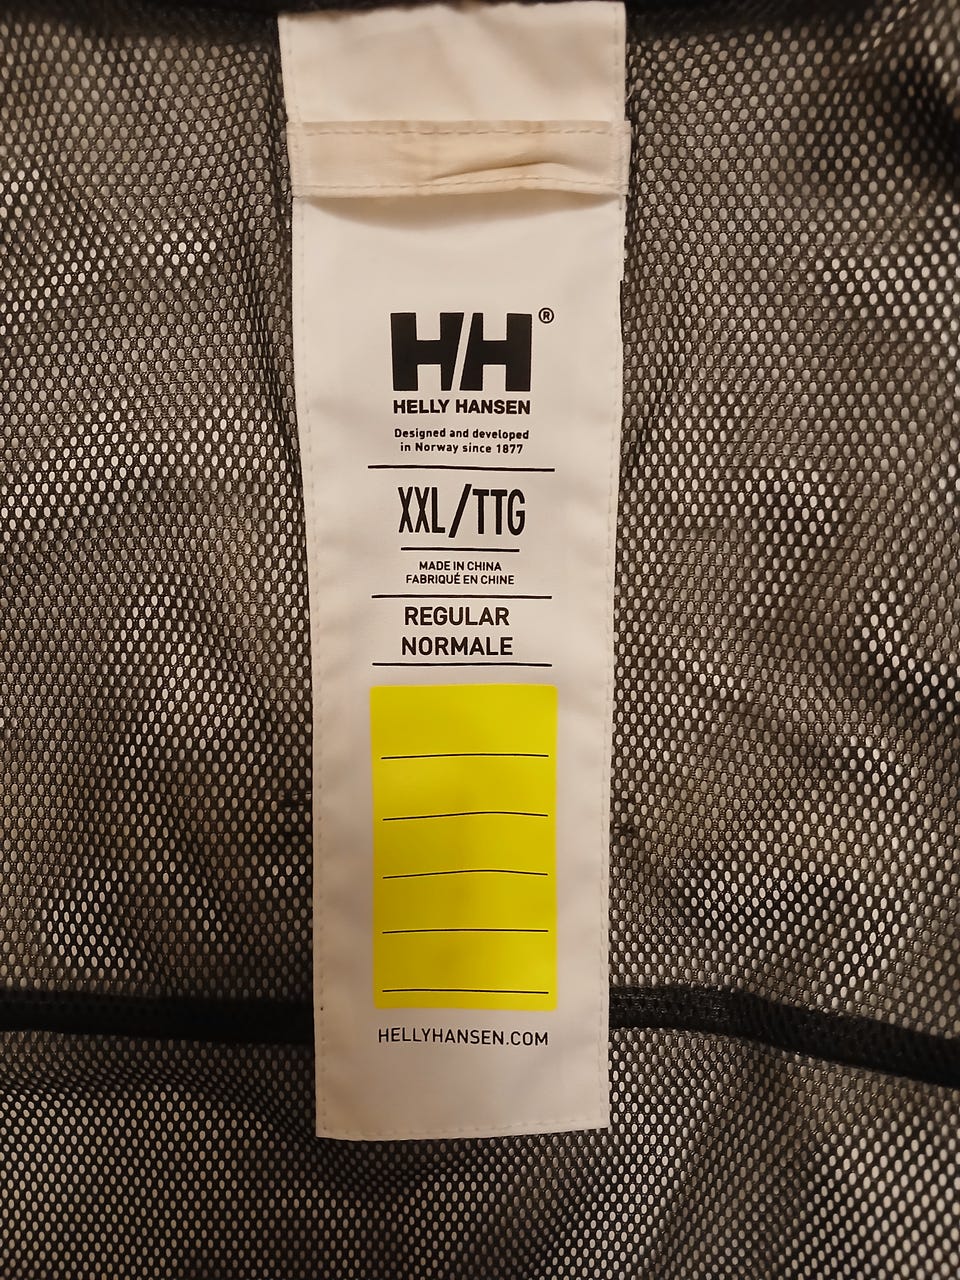 HH®
HELLY HANSEN
Designed and developed
in Norway since 1877
XXL/TTG
MADE IN CHINA
FABRIQUÉ EN CHINE
REGULAR
NORMALE
HELLYHANSEN.COM